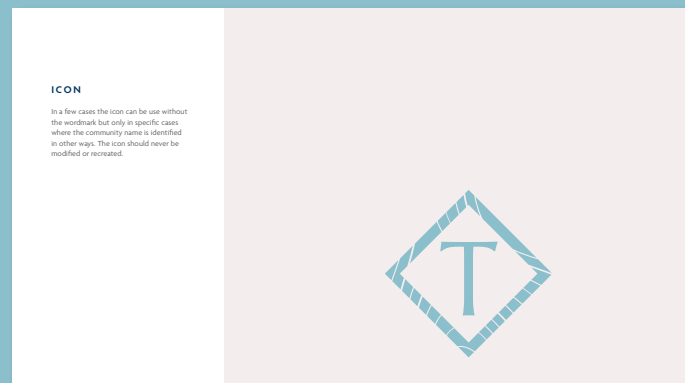 ICON
In a few cases the icon can be use without
the wordmark but only in specific cases
where the community name is identified
in other ways. The icon should never be
modified or recreated.
T